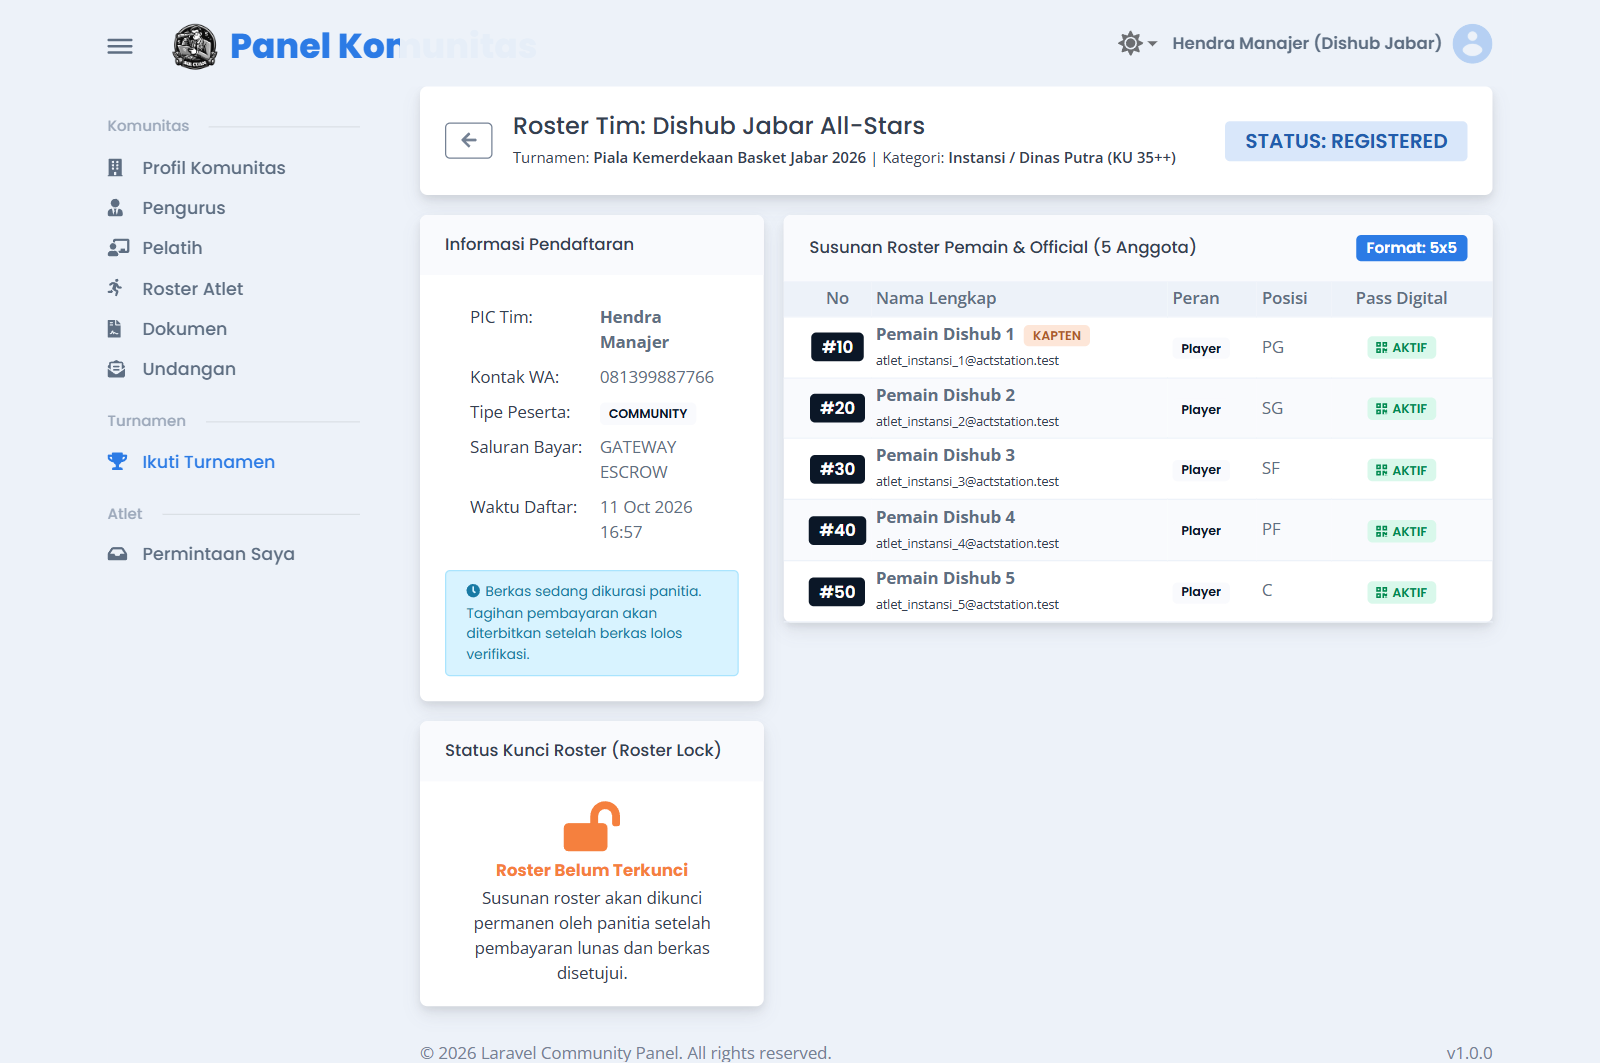 Panel Komunitas
Hendra Manajer (Dishub Jabar)
Komunitas
Profil Komunitas
Pengurus
Pelatih
Roster Atlet
Dokumen
Undangan
Turnamen
Ikuti Turnamen
Atlet
Permintaan Saya
Roster Tim: Dishub Jabar All-Stars
Turnamen: Piala Kemerdekaan Basket Jabar 2026 | Kategori: Instansi / Dinas Putra (KU 35++)
STATUS: REGISTERED
Informasi Pendaftaran
PIC Tim: Hendra
Manajer
Kontak WA: 081399887766
Tipe Peserta: COMMUNITY
Saluran Bayar: GATEWAY
ESCROW
Waktu Daftar: 11 Oct 2026
16:57
Berkas sedang dikurasi panitia.
Tagihan pembayaran akan
diterbitkan setelah berkas lolos
verifikasi.
Status Kunci Roster (Roster Lock)
Roster Belum Terkunci
Susunan roster akan dikunci
permanen oleh panitia setelah
pembayaran lunas dan berkas
disetujui.
Susunan Roster Pemain & Official (5 Anggota)
Format: 5x5
No Nama Lengkap Peran Posisi Pass Digital
#10 Pemain Dishub 1 KAPTEN Player PG AKTIF
atlet_instansi_1@actstation.test
#20 Pemain Dishub 2 Player SG AKTIF
atlet_instansi_2@actstation.test
#30 Pemain Dishub 3 Player SF AKTIF
atlet_instansi_3@actstation.test
#40 Pemain Dishub 4 Player PF AKTIF
atlet_instansi_4@actstation.test
#50 Pemain Dishub 5 Player C AKTIF
atlet_instansi_5@actstation.test
© 2026 Laravel Community Panel. All rights reserved.
v1.0.0